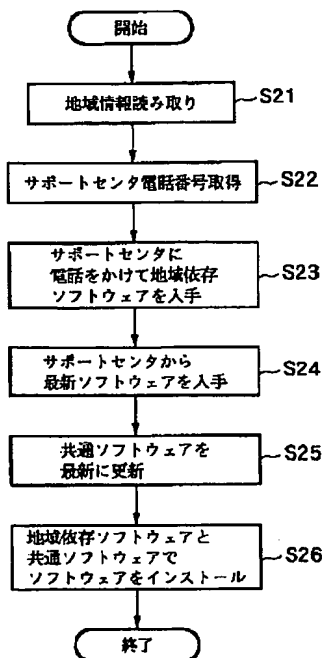 開始
地域情報読み取り
S21
サポートセンタ電話番号取得
S22
サポートセンタに
電話をかけて地域依存
ソフトウェアを入手
S23
サポートセンタから
最新ソフトウェアを入手
S24
共通ソフトウェアを
最新に更新
S25
地域依存ソフトウェアと
共通ソフトウェアで
ソフトウェアをインストール
S26
終了